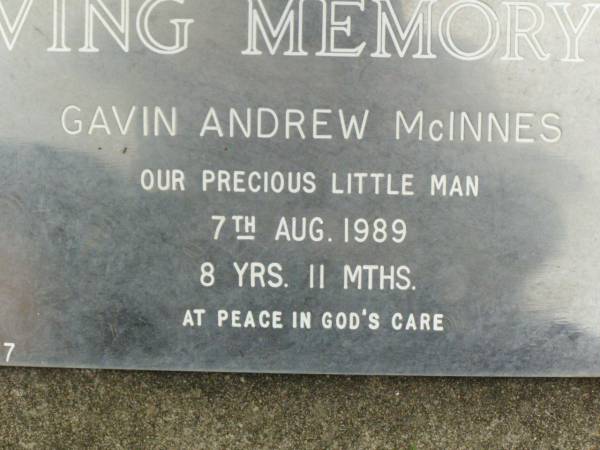 VING MEMORY
GAVIN ANDREW McINNES
OUR PRECIOUS LITTLE MAN
7TH AUG. 1989
8 YRS. 11 MTHS.
AT PEACE IN GOD'S CARE
7